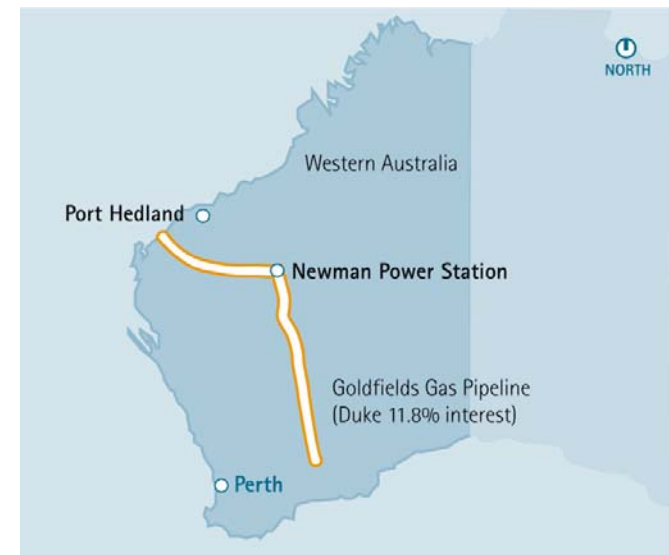 NORTH
Western Australia
Port Hedland
Newman Power Station
Goldfields Gas Pipeline
(Duke 11.8% interest)
Perth